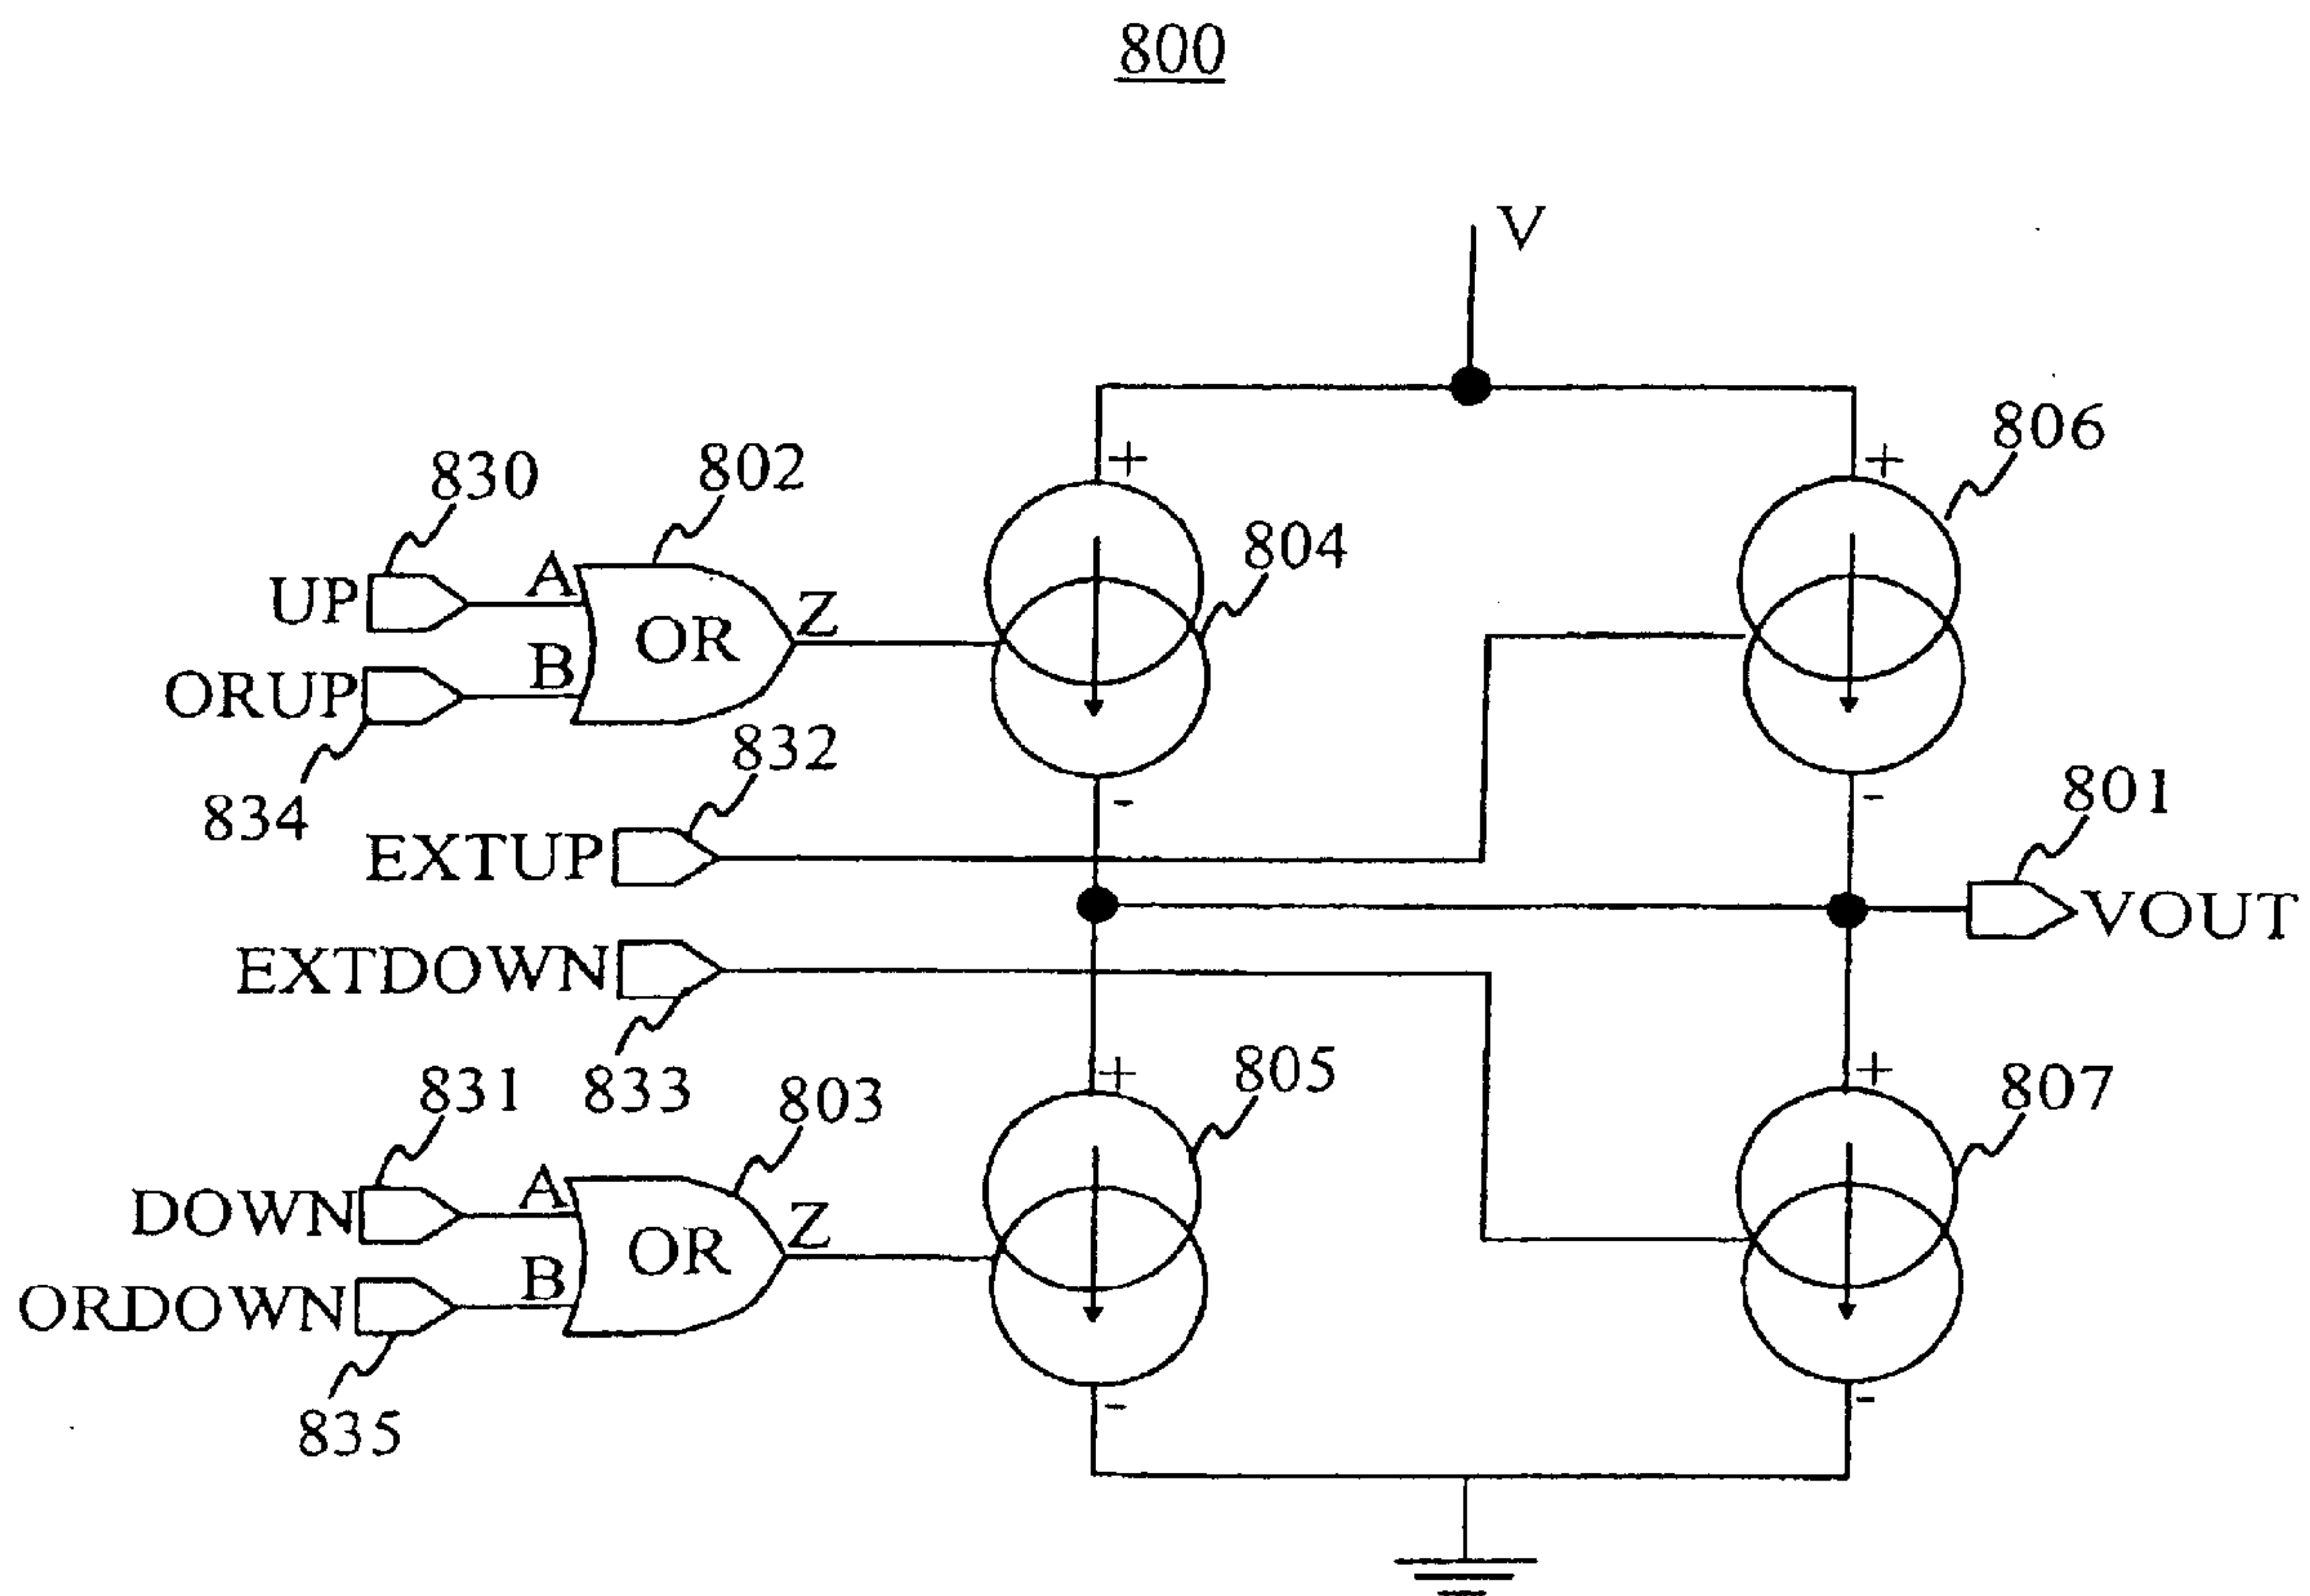 800
V
806
830
802
+
+
804
UP
A
Z
OR
B
ORUP
832
834
-
-
801
EXTUP
VOUT
EXTDOWN
831
833
803
+
805
+
807
DOWN
A
Z
OR
B
ORDOWN
835
-
-